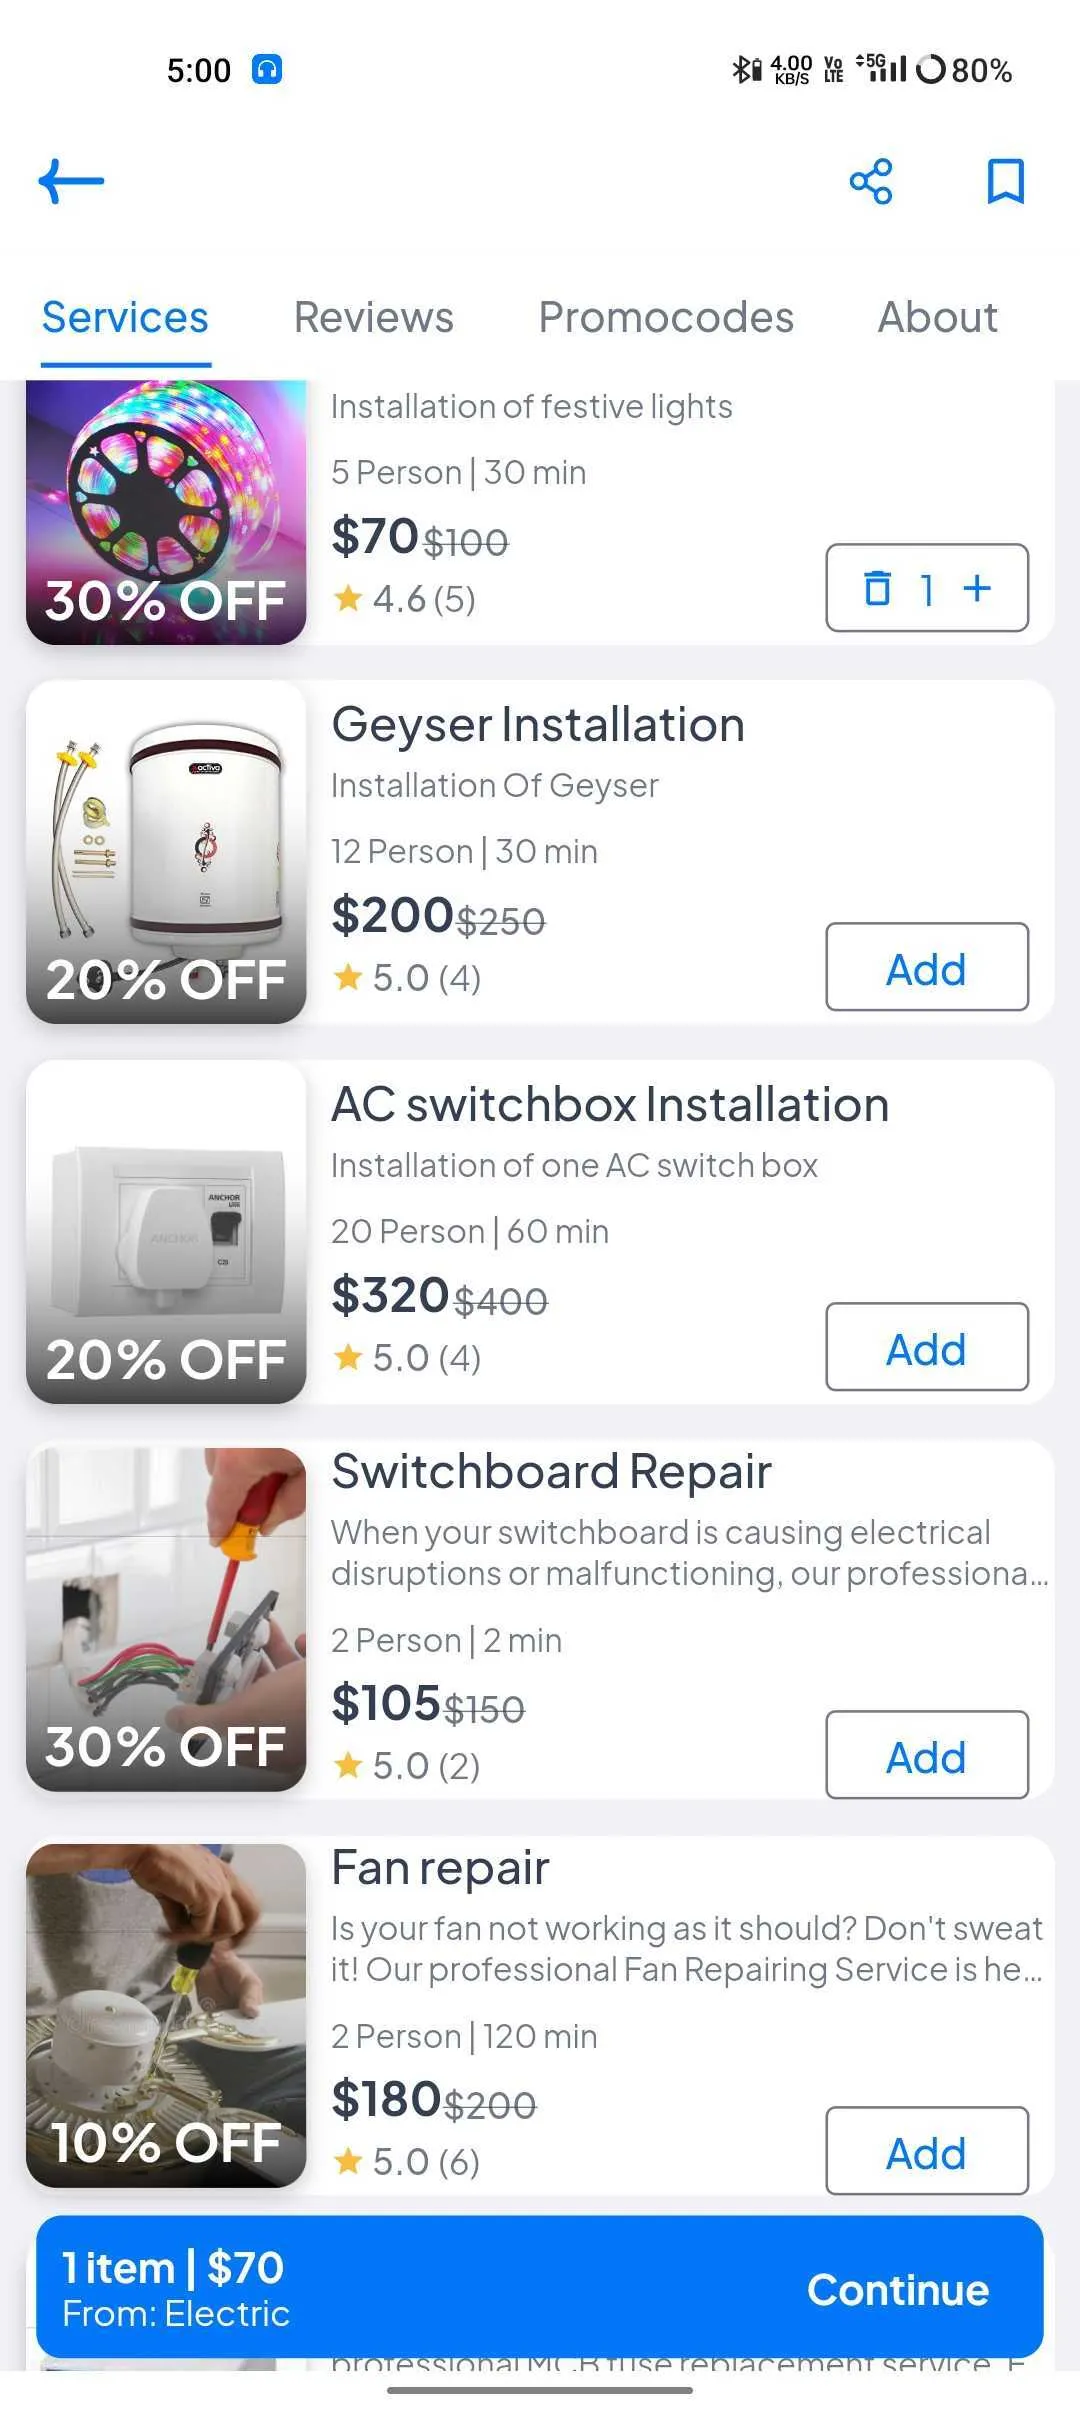 5:00
4.00 KB/S Vo LTE 5G 80%
Services Reviews Promocodes About
Installation of festive lights
5 Person | 30 min
$70 $100
4.6 (5)
30% OFF
1 +
Geyser Installation
Installation Of Geyser
12 Person | 30 min
$200 $250
5.0 (4)
activa
20% OFF
Add
AC switchbox Installation
Installation of one AC switch box
20 Person | 60 min
$320 $400
5.0 (4)
ANCHOR
ANCHOR
C20
20% OFF
Add
Switchboard Repair
When your switchboard is causing electrical
disruptions or malfunctioning, our professiona...
2 Person | 2 min
$105 $150
5.0 (2)
30% OFF
Add
Fan repair
Is your fan not working as it should? Don't sweat
it! Our professional Fan Repairing Service is he...
2 Person | 120 min
$180 $200
5.0 (6)
10% OFF
Add
1 item | $70
From: Electric
Continue
professional MCB fuse replacement service.